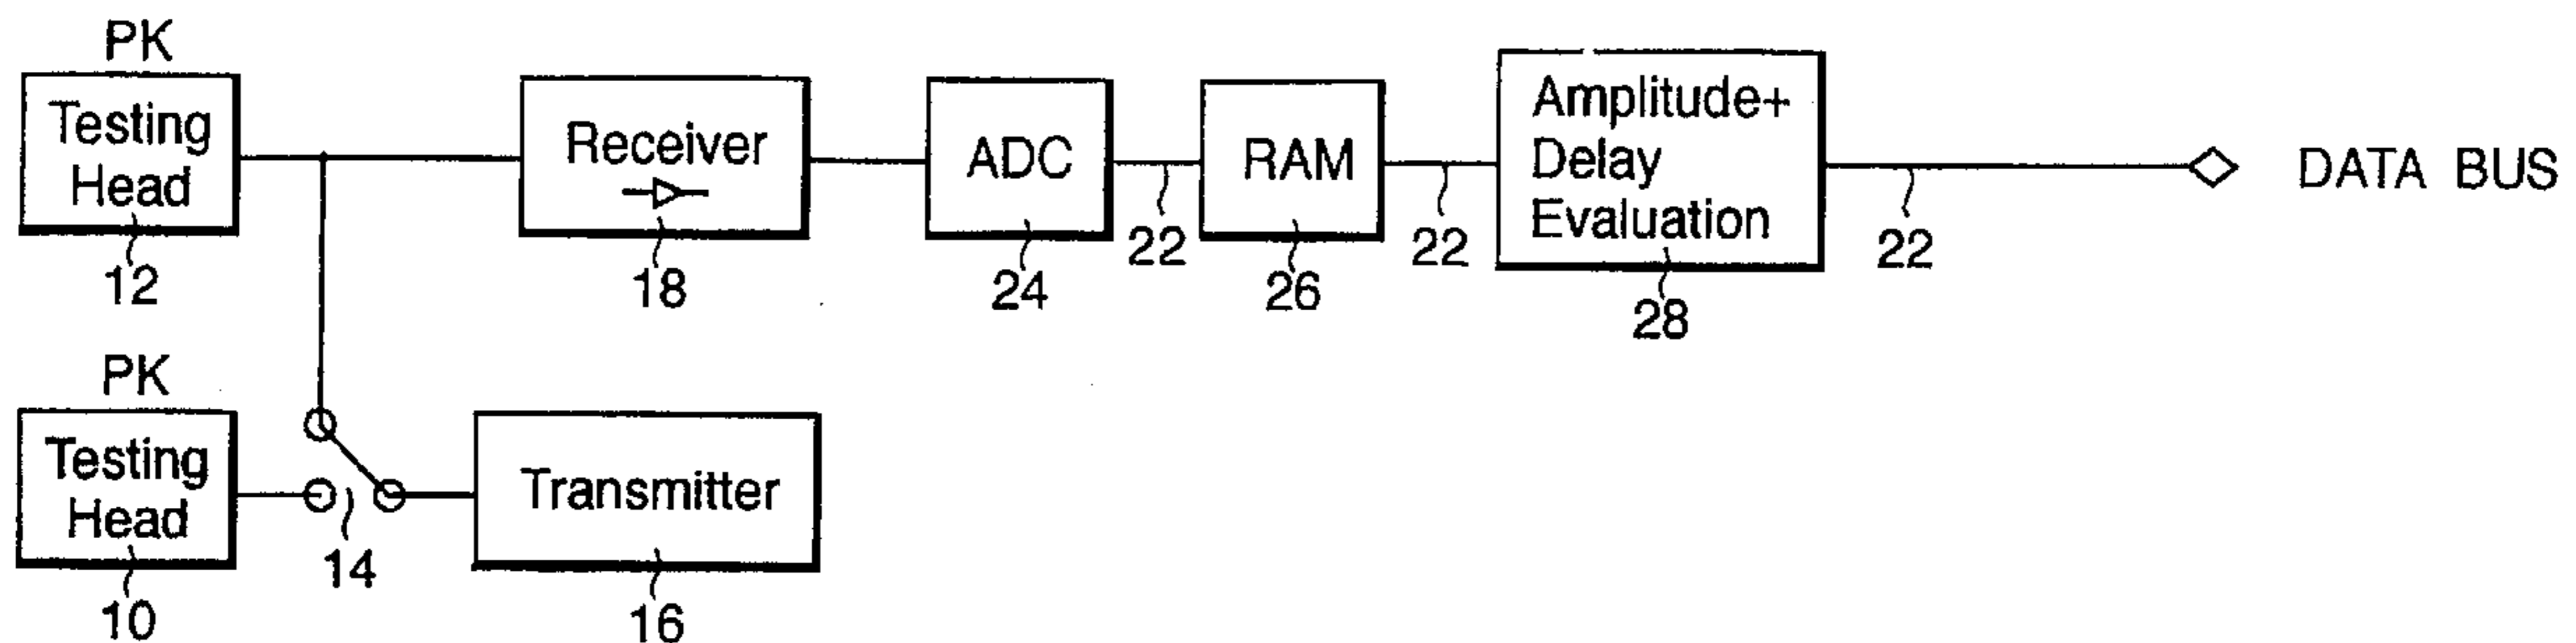 PK
Testing
Head
12
Receiver
18
ADC
24
22
RAM
26
22
Amplitude+
Delay
Evaluation
28
22
DATA BUS
PK
Testing
Head
10
14
Transmitter
16